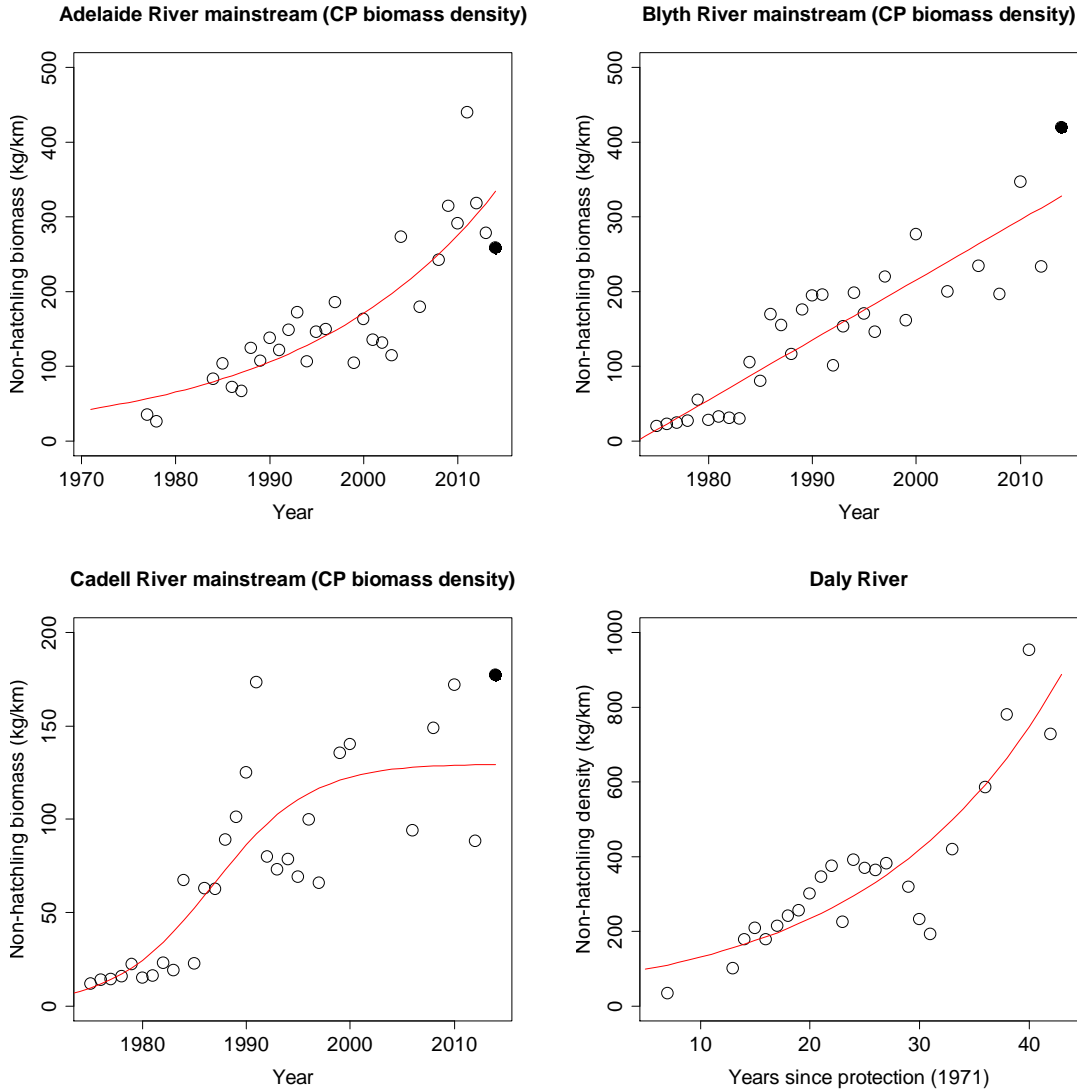 Adelaide River mainstream (CP biomass density)
Non-hatchling biomass (kg/km)
500
400
300
200
100
0
1970 1980 1990 2000 2010
Year
Blyth River mainstream (CP biomass density)
Non-hatchling biomass (kg/km)
500
400
300
200
100
0
1980 1990 2000 2010
Year
Cadell River mainstream (CP biomass density)
Non-hatchling biomass (kg/km)
200
150
100
50
0
1980 1990 2000 2010
Year
Daly River
Non-hatchling density (kg/km)
1000
800
600
400
200
0
10 20 30 40
Years since protection (1971)